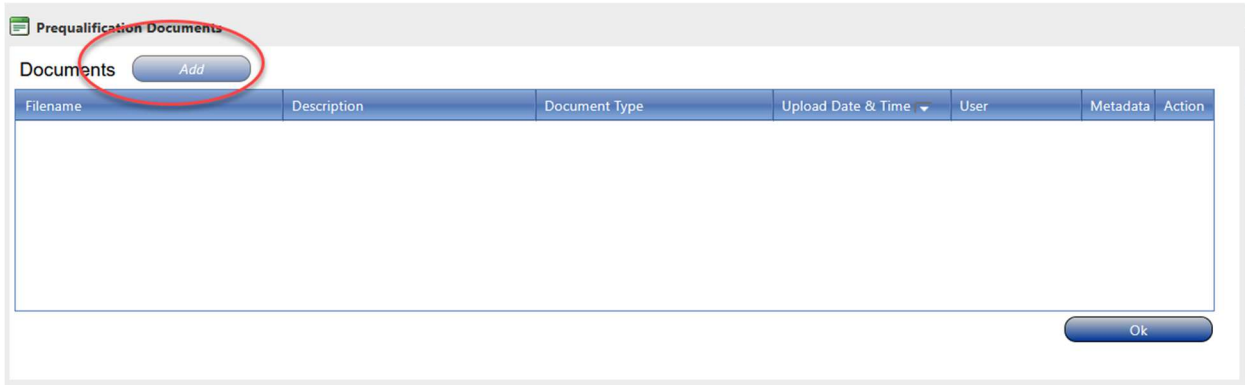 Prequalification Documents
Documents Add
Filename Description Document Type Upload Date & Time User Metadata Action
Ok